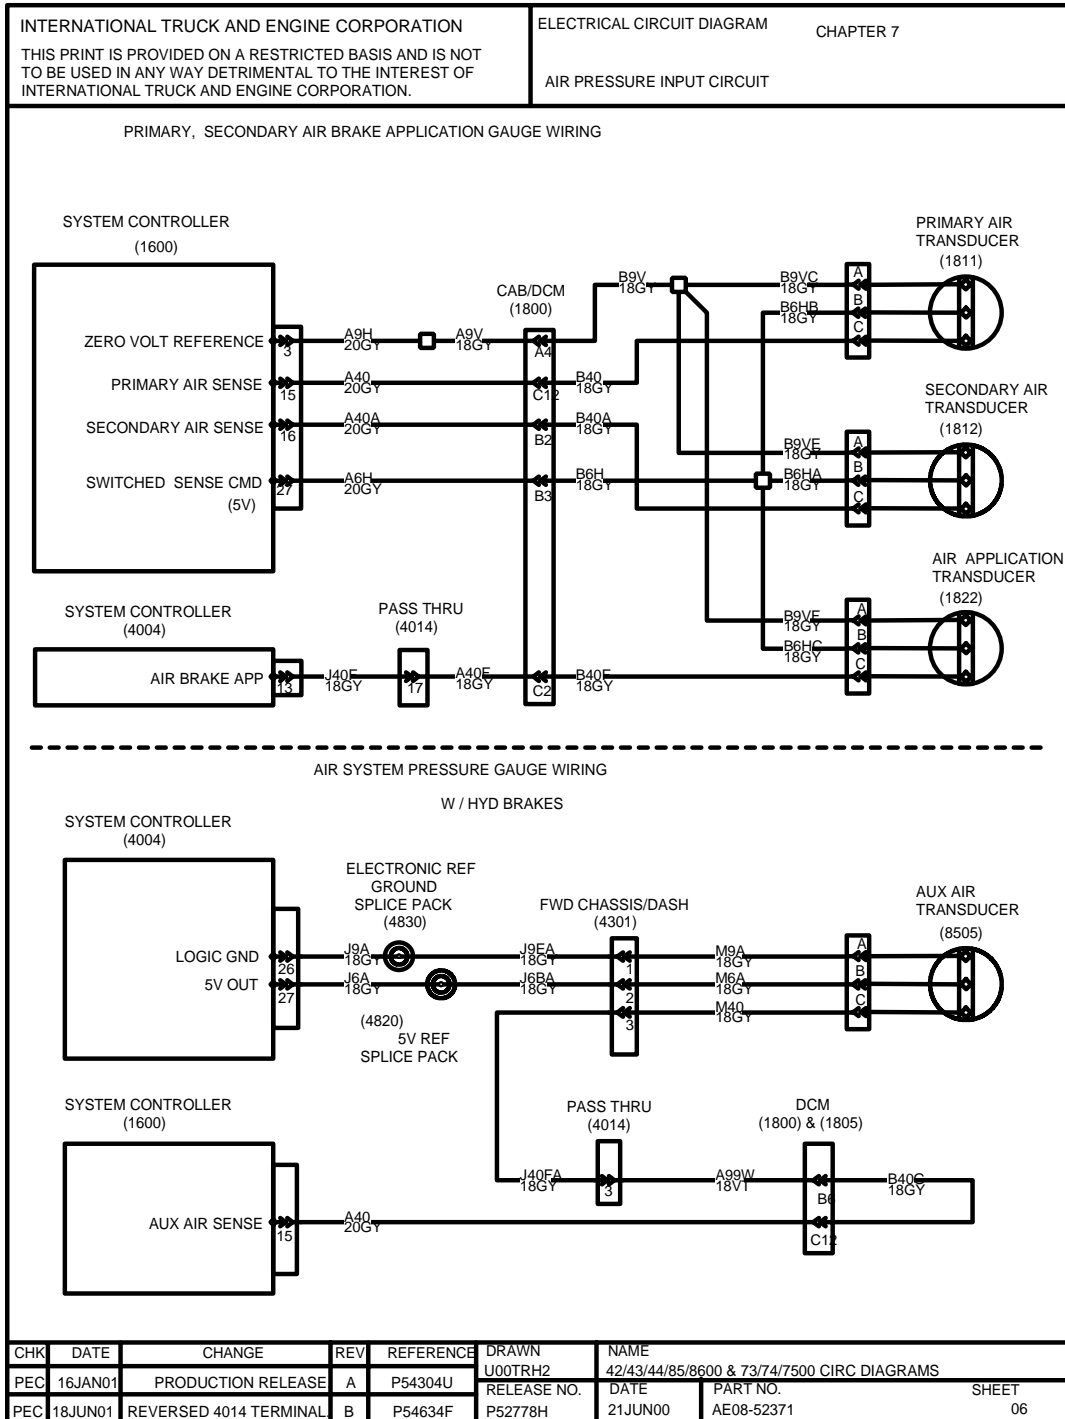 INTERNATIONAL TRUCK AND ENGINE CORPORATION
THIS PRINT IS PROVIDED ON A RESTRICTED BASIS AND IS NOT
TO BE USED IN ANY WAY DETRIMENTAL TO THE INTEREST OF
INTERNATIONAL TRUCK AND ENGINE CORPORATION.
ELECTRICAL CIRCUIT DIAGRAM
CHAPTER 7
AIR PRESSURE INPUT CIRCUIT
PRIMARY, SECONDARY AIR BRAKE APPLICATION GAUGE WIRING
SYSTEM CONTROLLER
(1600)
ZERO VOLT REFERENCE
3
PRIMARY AIR SENSE
15
SECONDARY AIR SENSE
16
SWITCHED SENSE CMD
(5V)
27
A9H
20GY
A9V
18GY
A40
20GY
A40A
20GY
A6H
20GY
CAB/DCM
(1800)
A4
C12
B2
B3
C2
B9V
18GY
B40
18GY
B40A
18GY
B6H
18GY
B9VC
18GY
B6HB
18GY
A
B
C
PRIMARY AIR
TRANSDUCER
(1811)
B9VE
18GY
B6HA
18GY
A
B
C
SECONDARY AIR
TRANSDUCER
(1812)
B9VF
18GY
B6HC
18GY
A
B
C
AIR APPLICATION
TRANSDUCER
(1822)
SYSTEM CONTROLLER
(4004)
AIR BRAKE APP
13
J40F
18GY
PASS THRU
(4014)
17
A40F
18GY
B40F
18GY
AIR SYSTEM PRESSURE GAUGE WIRING
W / HYD BRAKES
SYSTEM CONTROLLER
(4004)
LOGIC GND
26
5V OUT
27
J9A
18GY
J6A
18GY
ELECTRONIC REF
GROUND
SPLICE PACK
(4830)
(4820)
5V REF
SPLICE PACK
J9EA
18GY
J6BA
18GY
FWD CHASSIS/DASH
(4301)
1
2
3
M9A
18GY
M6A
18GY
M40
18GY
A
B
C
AUX AIR
TRANSDUCER
(8505)
SYSTEM CONTROLLER
(1600)
AUX AIR SENSE
15
A40
20GY
J40FA
18GY
PASS THRU
(4014)
3
A99W
18VT
DCM
(1800) & (1805)
B6
C12
B40G
18GY
CHK DATE CHANGE REV REFERENCE
PEC 16JAN01 PRODUCTION RELEASE A P54304U
PEC 18JUN01 REVERSED 4014 TERMINAL. B P54634F
DRAWN
U00TRH2
RELEASE NO.
P52778H
NAME
42/43/44/85/8600 & 73/74/7500 CIRC DIAGRAMS
DATE
21JUN00
PART NO.
AE08-52371
SHEET
06